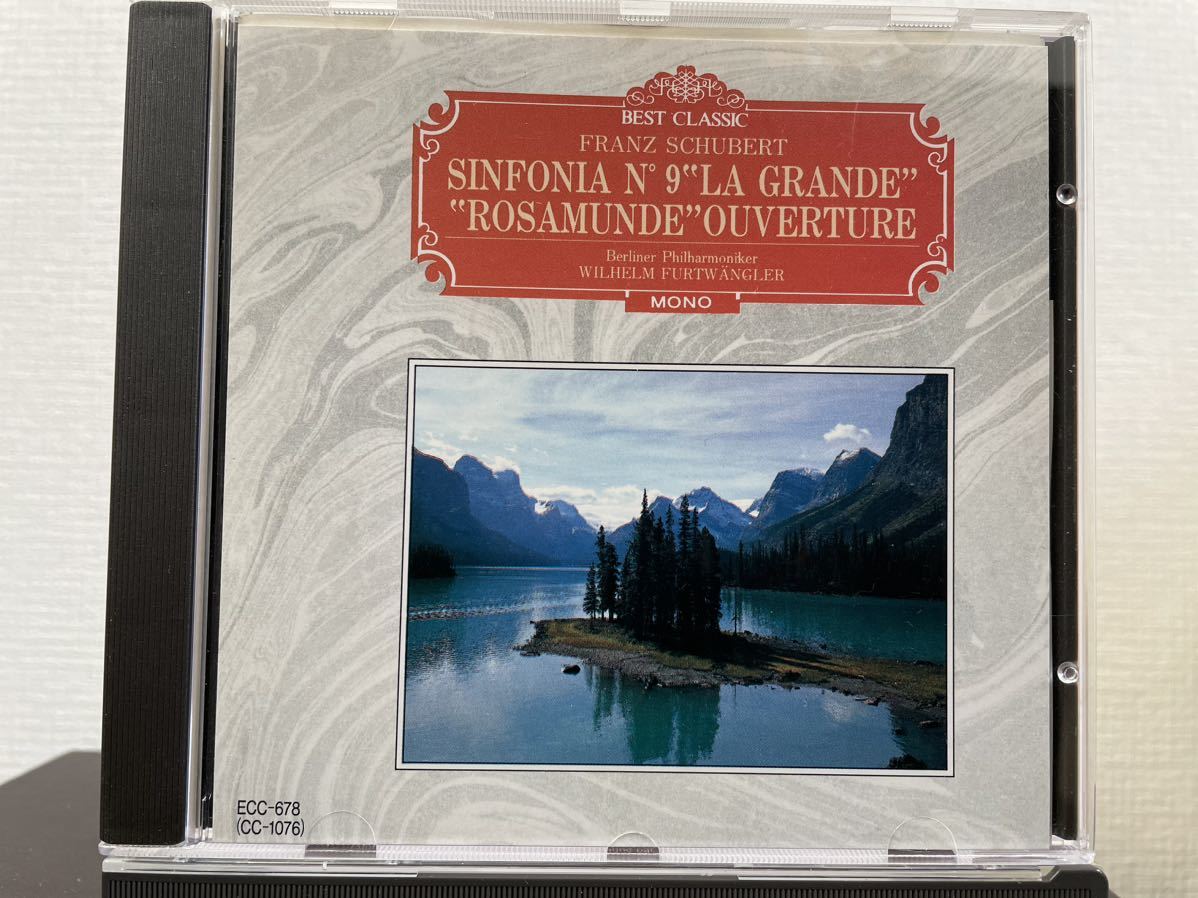 BEST CLASSIC
FRANZ SCHUBERT
SINFONIA N° 9“LA GRANDE”
“ROSAMUNDE”OUVERTURE
Berliner Philharmoniker
WILHELM FURTWÄNGLER
MONO
ECC-678
(CC-1076)